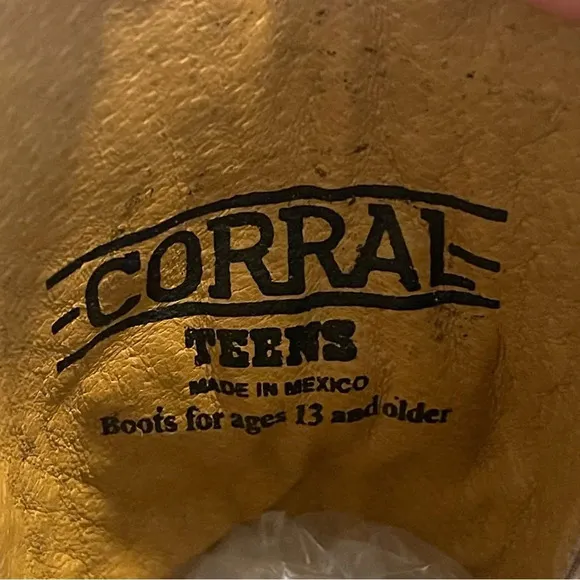 CORRAL
TEENS
MADE IN MEXICO
Boots for ages 13 and older